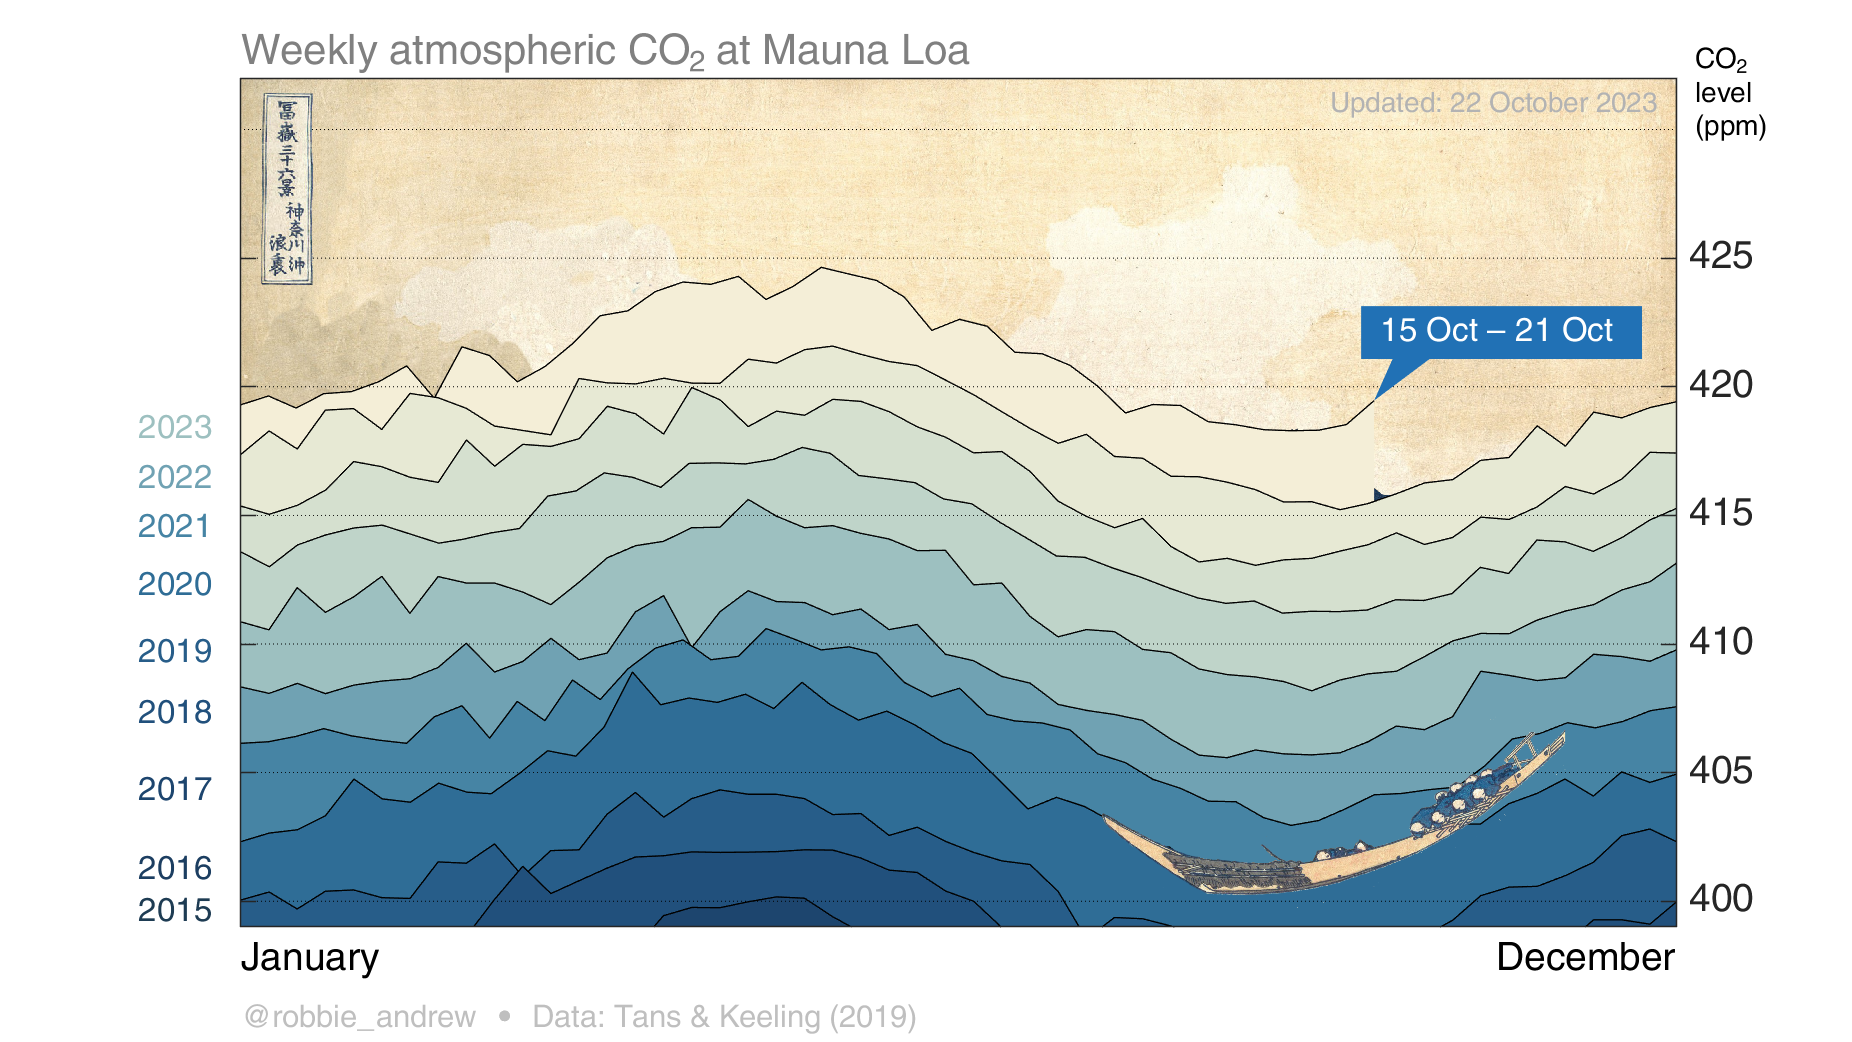 Weekly atmospheric CO₂ at Mauna Loa
CO₂
level
(ppm)
Updated: 22 October 2023
冨嶽三十六景
神奈川沖
浪裏
425
15 Oct – 21 Oct
420
2023
2022
2021
415
2020
2019
410
2018
405
2017
2016
400
2015
January
December
@robbie_andrew • Data: Tans & Keeling (2019)